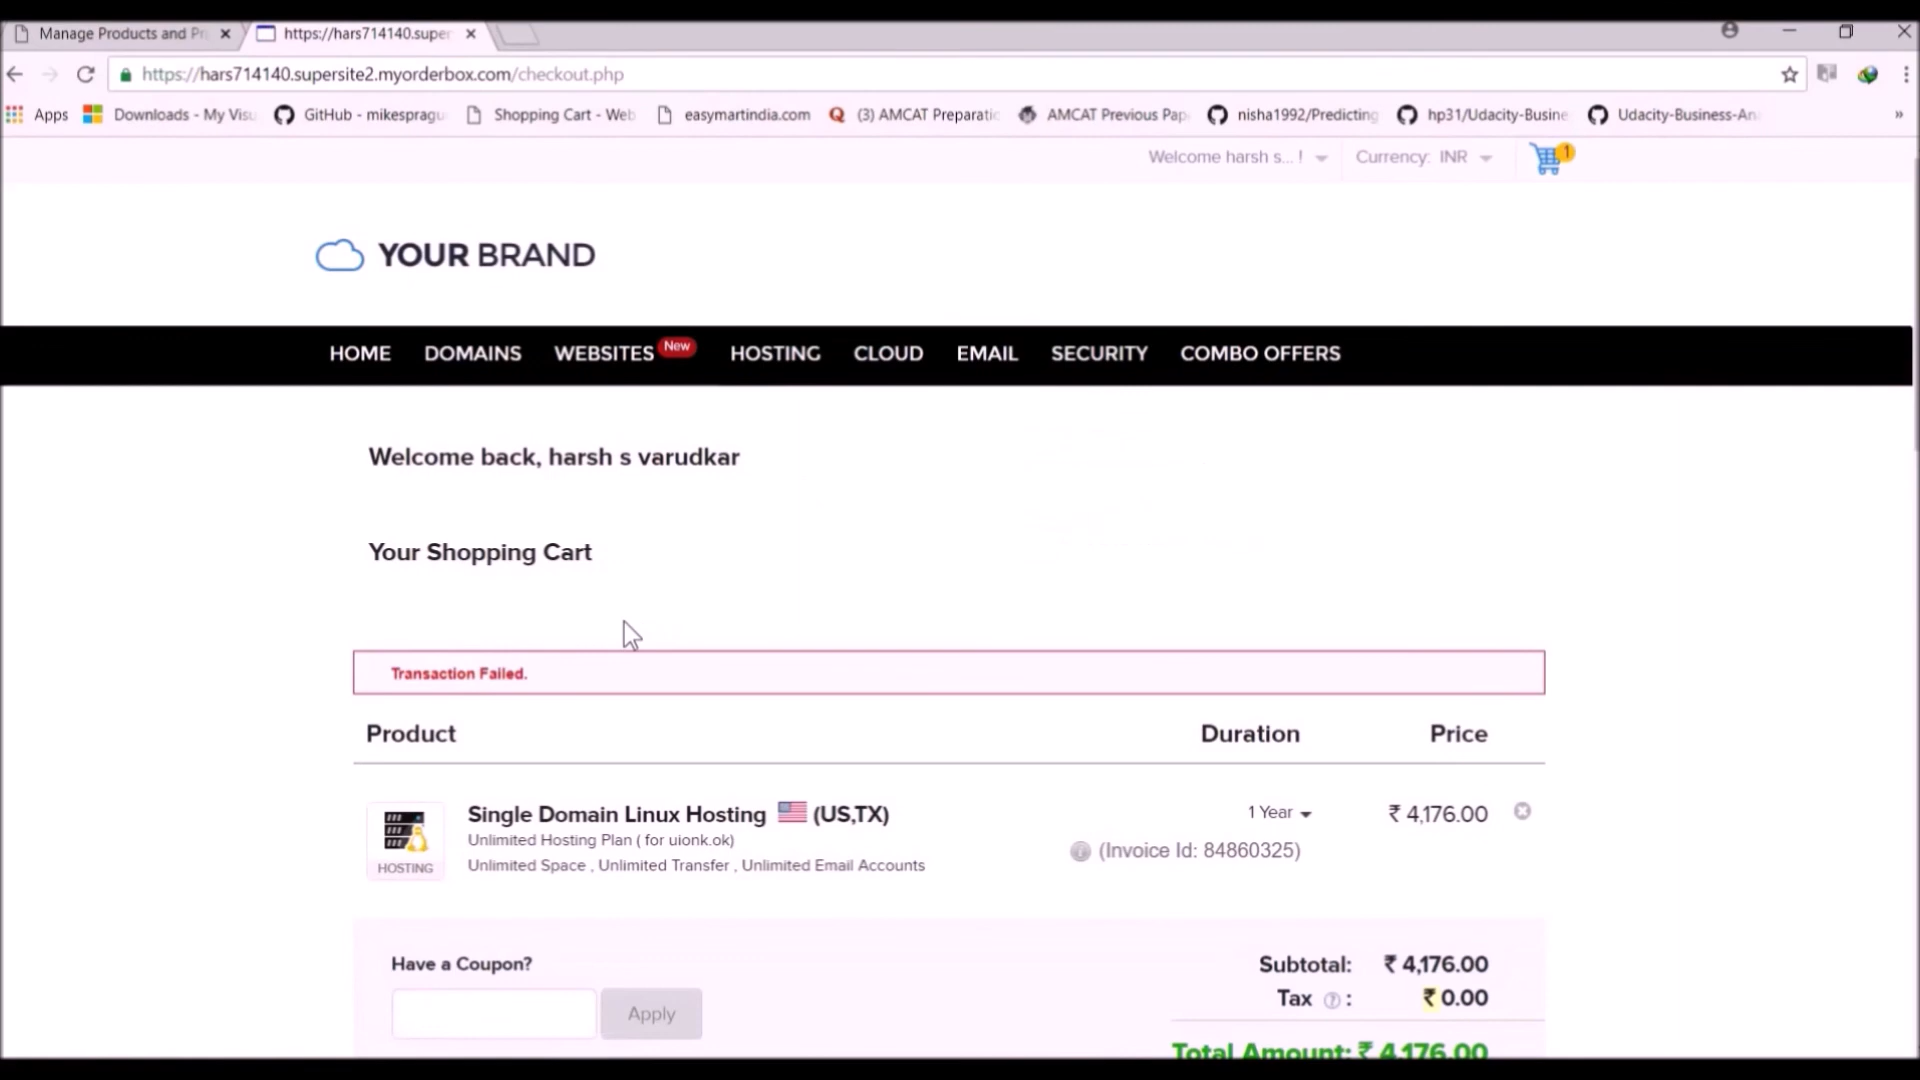 Manage Products and Pri
https://hars714140.super
https://hars714140.supersite2.myorderbox.com/checkout.php
Apps Downloads - My Visu GitHub - mikespragu Shopping Cart - Web easymartindia.com (3) AMCAT Preparatic AMCAT Previous Pap nisha1992/Predicting hp31/Udacity-Busine Udacity-Business-An »
Welcome harsh s... ! Currency: INR 1
YOUR BRAND
HOME DOMAINS WEBSITES New HOSTING CLOUD EMAIL SECURITY COMBO OFFERS
Welcome back, harsh s varudkar
Your Shopping Cart
Transaction Failed.
Product Duration Price
Single Domain Linux Hosting (US,TX) 1 Year ₹ 4,176.00
Unlimited Hosting Plan ( for uionk.ok)
(Invoice Id: 84860325)
Unlimited Space , Unlimited Transfer , Unlimited Email Accounts
HOSTING
Have a Coupon?
Apply
Subtotal: ₹ 4,176.00
Tax ? : ₹ 0.00
Total Amount: ₹ 4,176.00